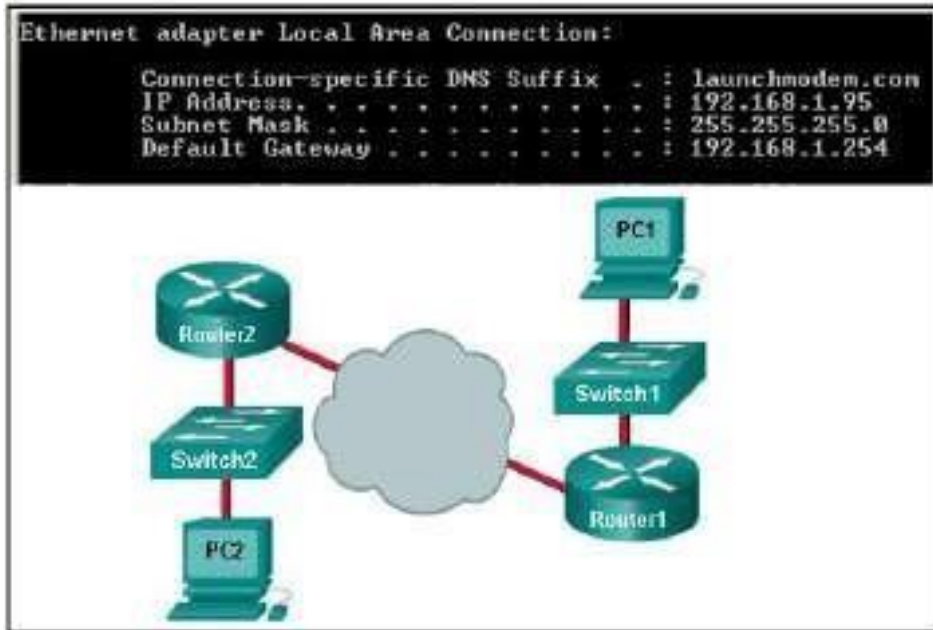 Ethernet adapter Local Area Connection:
Connection-specific DNS Suffix . : launchmodem.com
IP Address. . . . . . . . . . . . : 192.168.1.95
Subnet Mask . . . . . . . . . . . : 255.255.255.0
Default Gateway . . . . . . . . . : 192.168.1.254
PC1
Router2
Switch1
Switch2
Router1
PC2